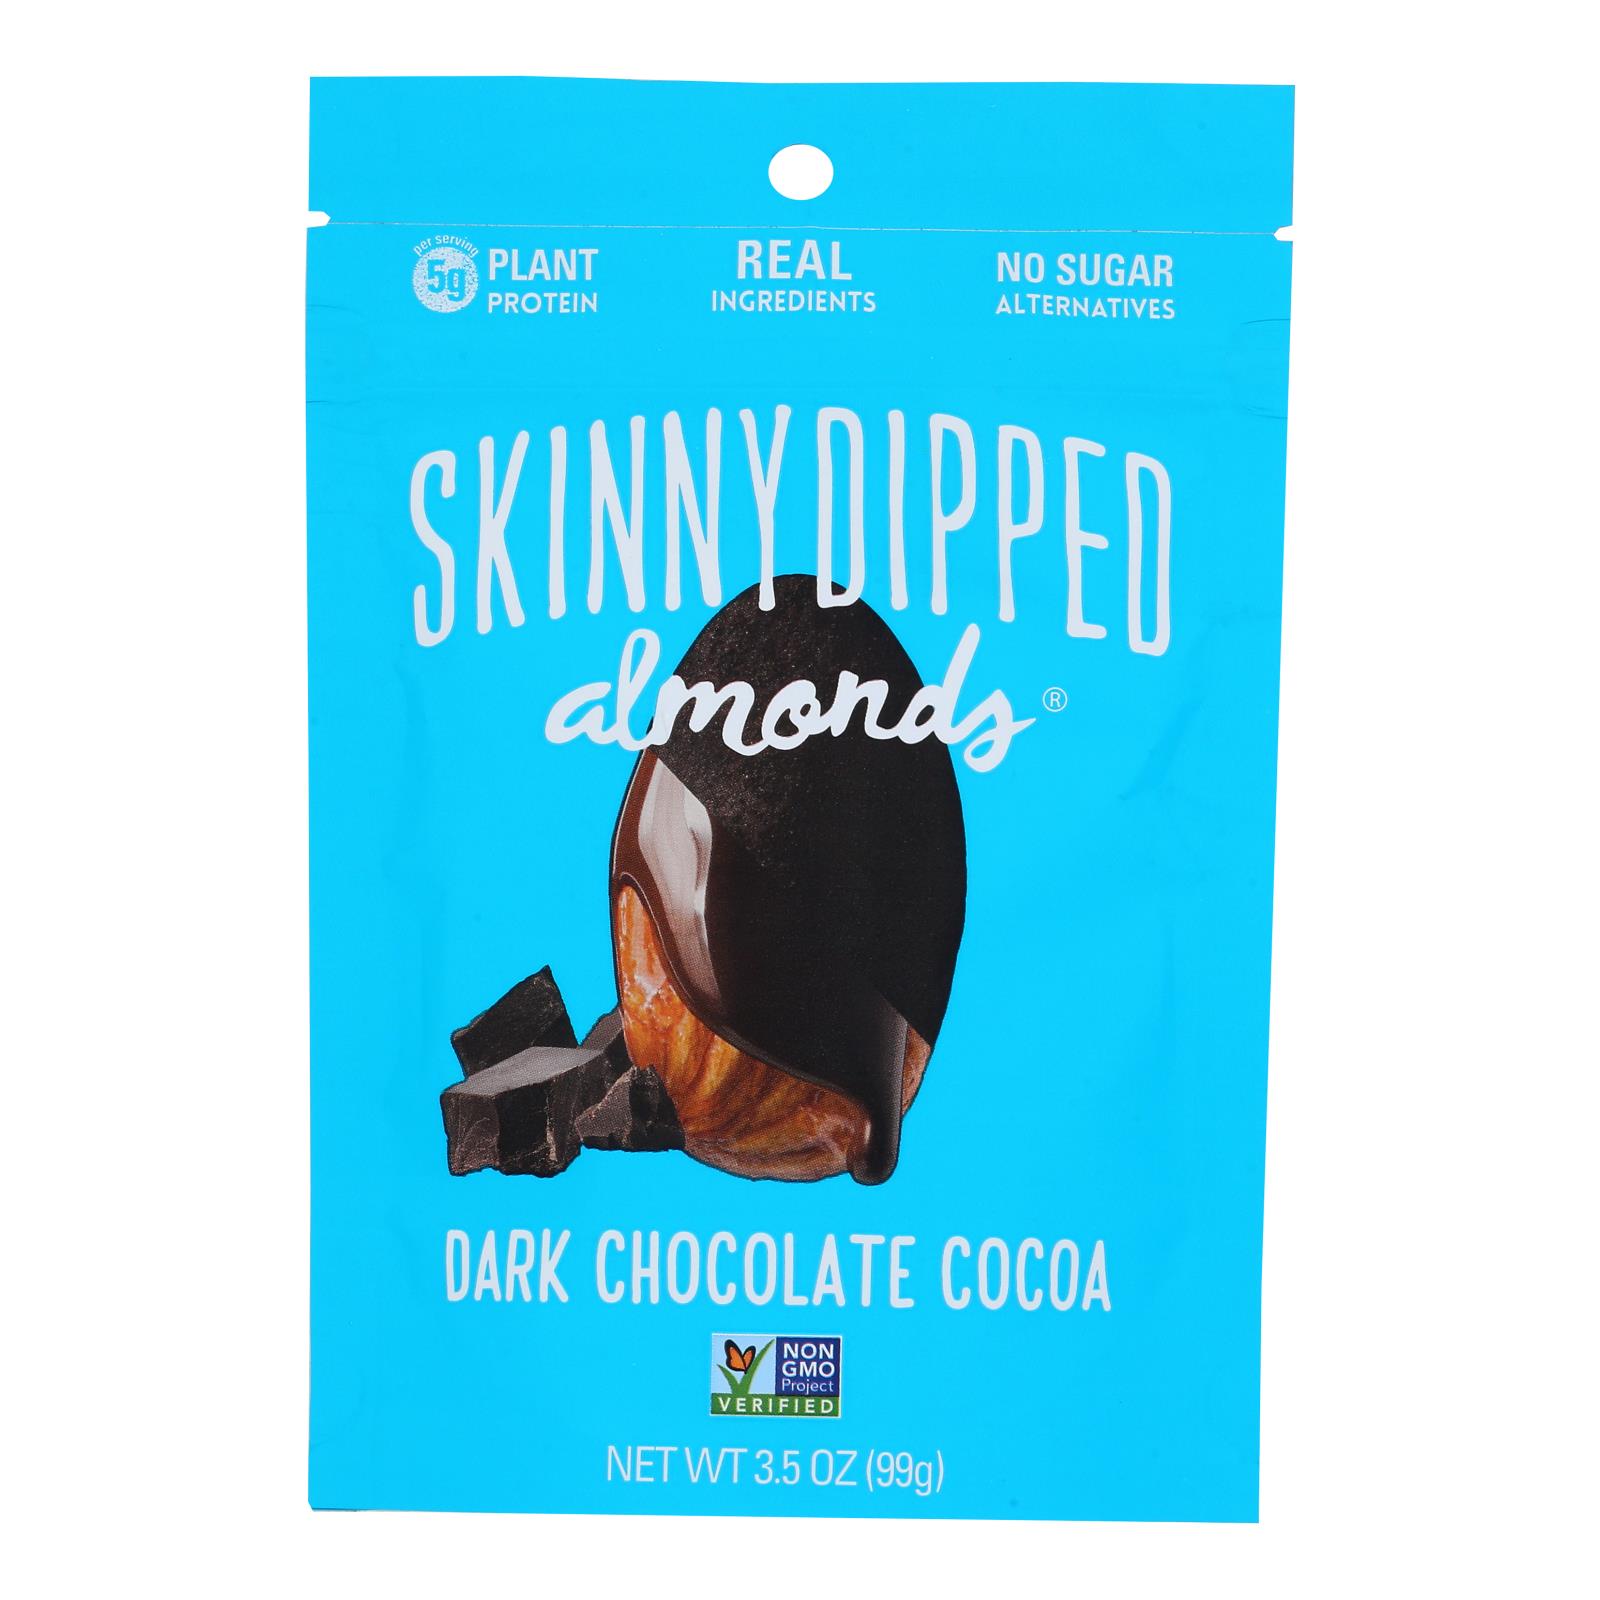 per serving
5g
PLANT
PROTEIN
REAL
INGREDIENTS
NO SUGAR
ALTERNATIVES
SKINNYDIPPED
almonds®
DARK CHOCOLATE COCOA
NON
GMO
Project
VERIFIED
NET WT 3.5 OZ (99g)